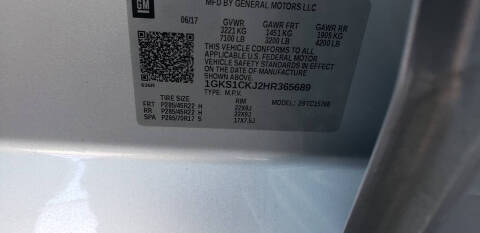 MFD BY GENERAL MOTORS LLC
GM
06/17 GVWR GAWR FRT GAWR RR
3221 KG 1451 KG 1905 KG
7100 LB 3200 LB 4200 LB
THIS VEHICLE CONFORMS TO ALL
APPLICABLE U.S. FEDERAL MOTOR
VEHICLE SAFETY STANDARDS IN EFFECT
ON THE DATE OF MANUFACTURE
SHOWN ABOVE.
1GKS1CKJ2HR365689
TYPE: M.P.V. MODEL:
TIRE SIZE RIM
FRT P285/45R22 H 22X9J
RR P285/45R22 H 22X9J
SPA P265/70R17 S 17X7.5J